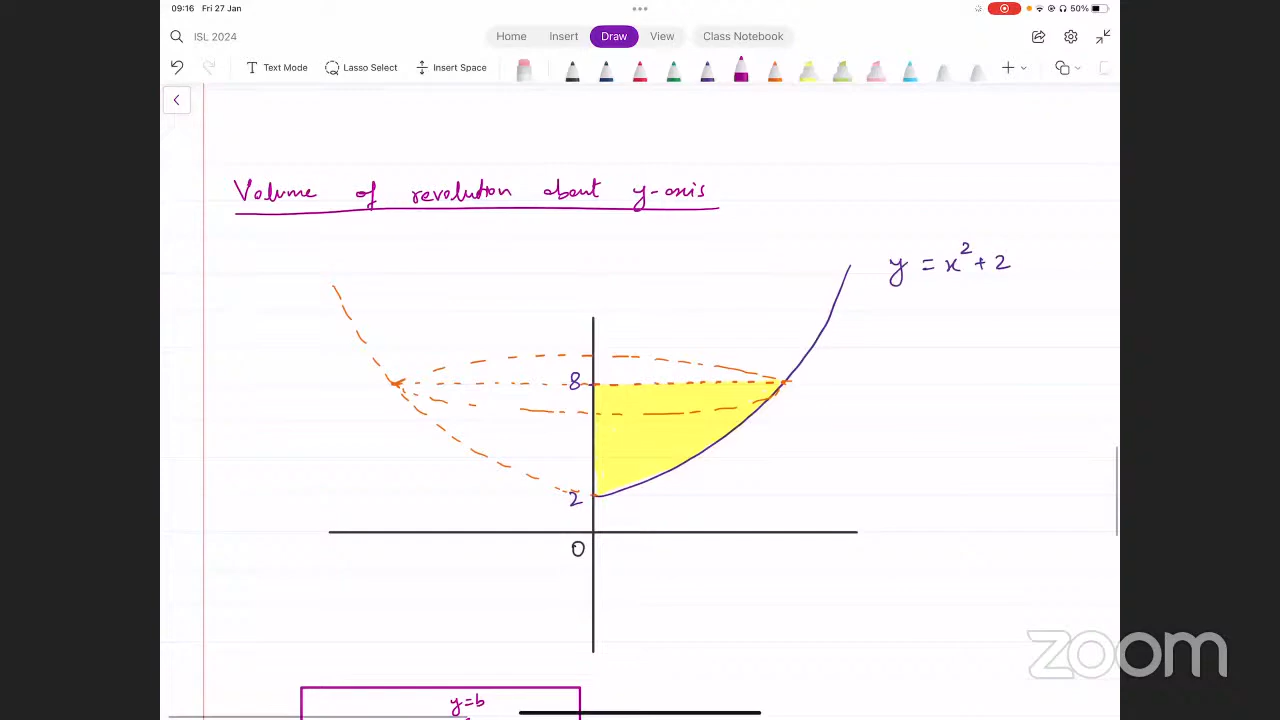 09:16 Fri 27 Jan
50%
ISL 2024
Home Insert Draw View Class Notebook
Text Mode Lasso Select Insert Space
Volume of revolution about y-axis
y = x² + 2
8
2
0
zoom
y=b